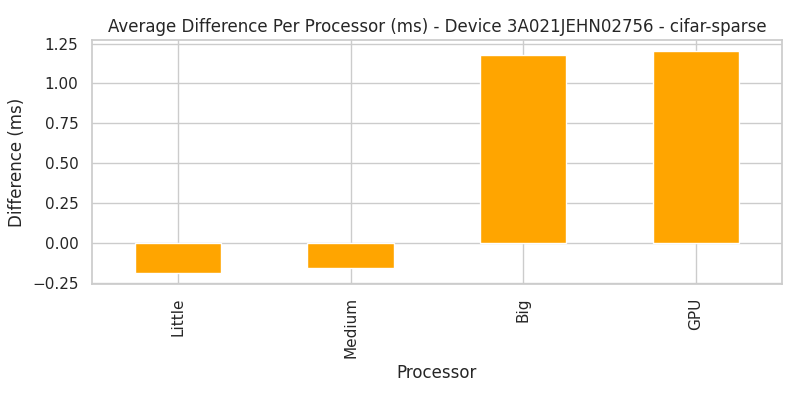 Average Difference Per Processor (ms) - Device 3A021JEHN02756 - cifar-sparse
Difference (ms)
1.25
1.00
0.75
0.50
0.25
0.00
−0.25
Little
Medium
Big
GPU
Processor